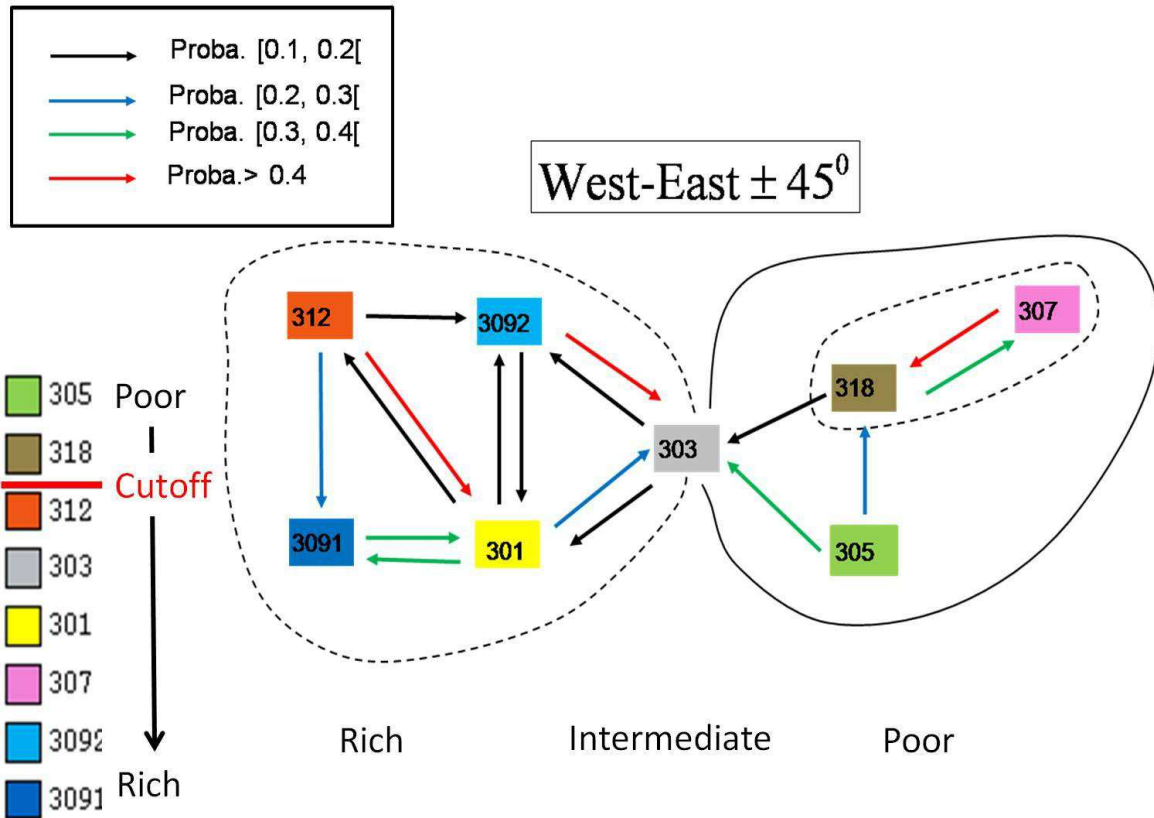 Proba. [0.1, 0.2[
Proba. [0.2, 0.3[
Proba. [0.3, 0.4[
Proba.> 0.4
West-East ± 45⁰
312
3092
307
318
303
3091
301
305
305
Poor
318
Cutoff
312
303
301
307
3092
3091
Rich
Rich
Intermediate
Poor